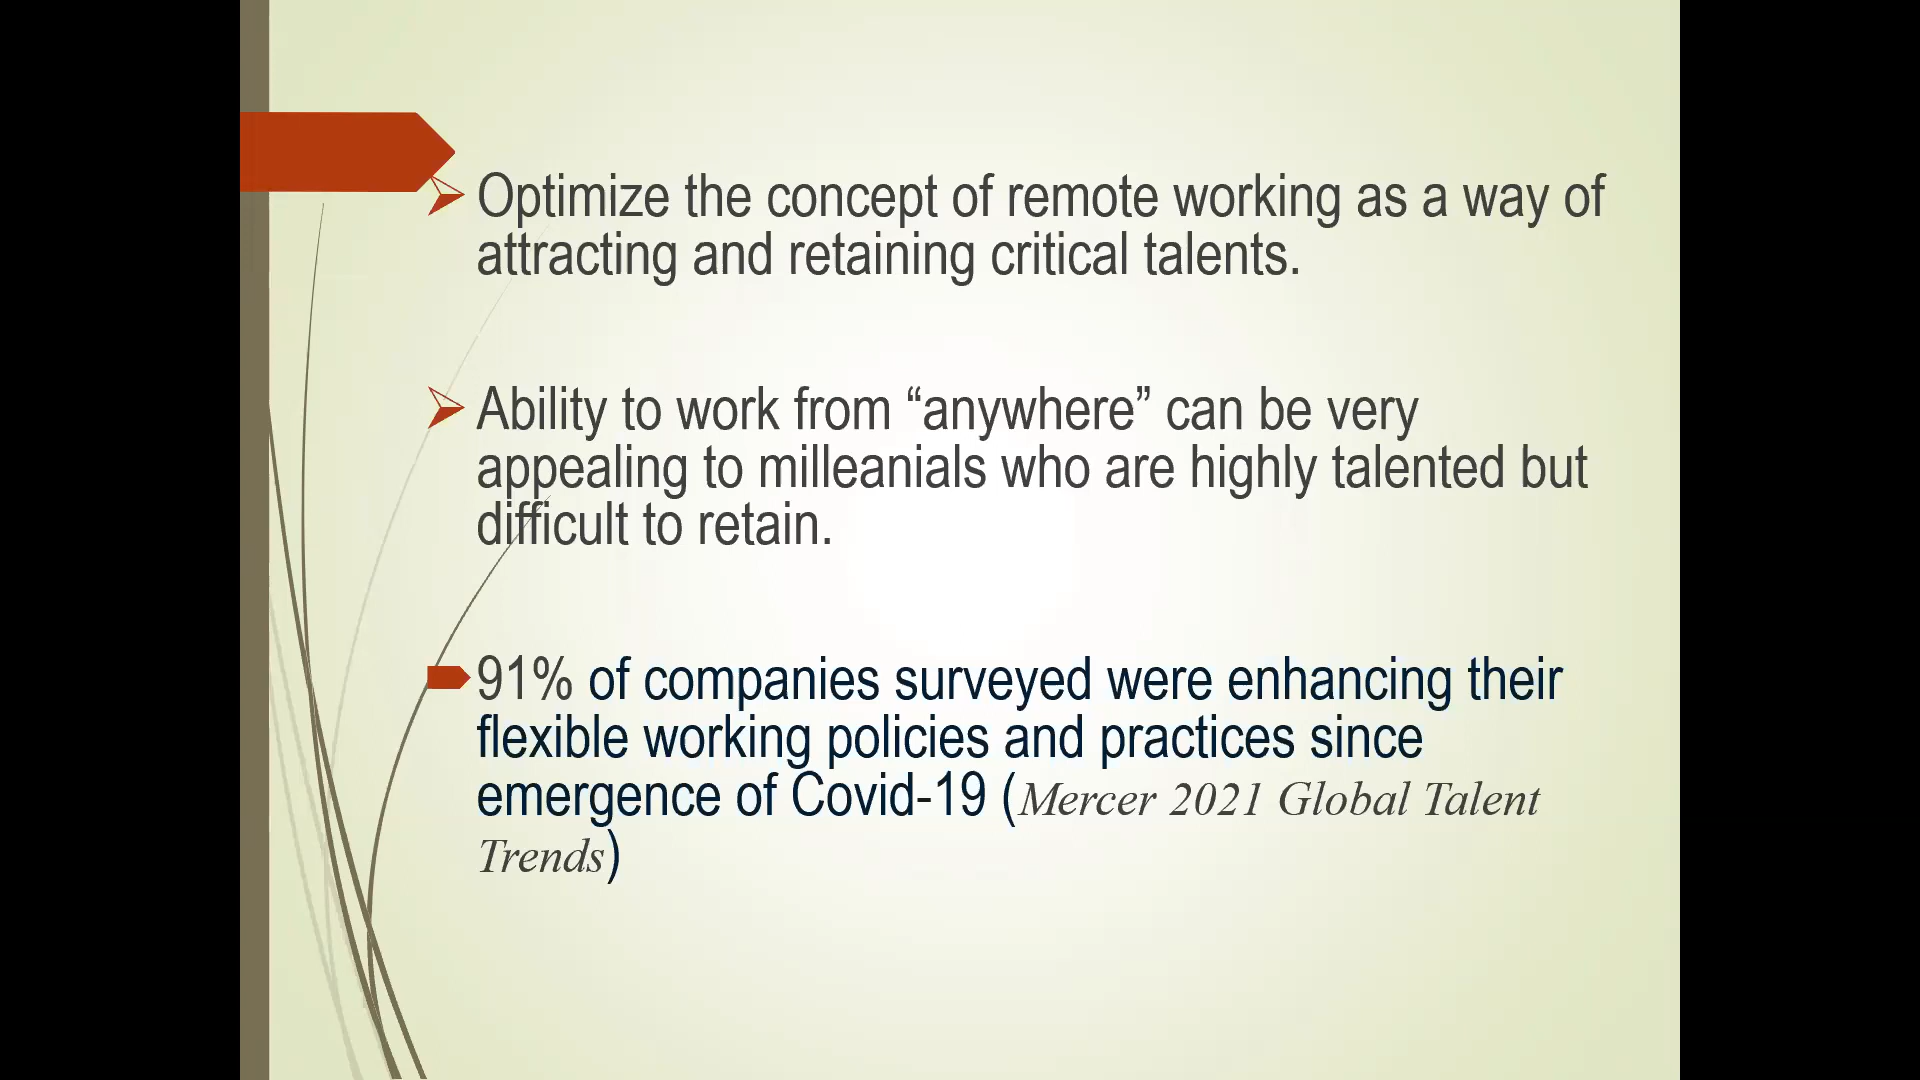 Optimize the concept of remote working as a way of
attracting and retaining critical talents.
Ability to work from “anywhere” can be very
appealing to milleanials who are highly talented but
difficult to retain.
91% of companies surveyed were enhancing their
flexible working policies and practices since
emergence of Covid-19 (Mercer 2021 Global Talent
Trends)